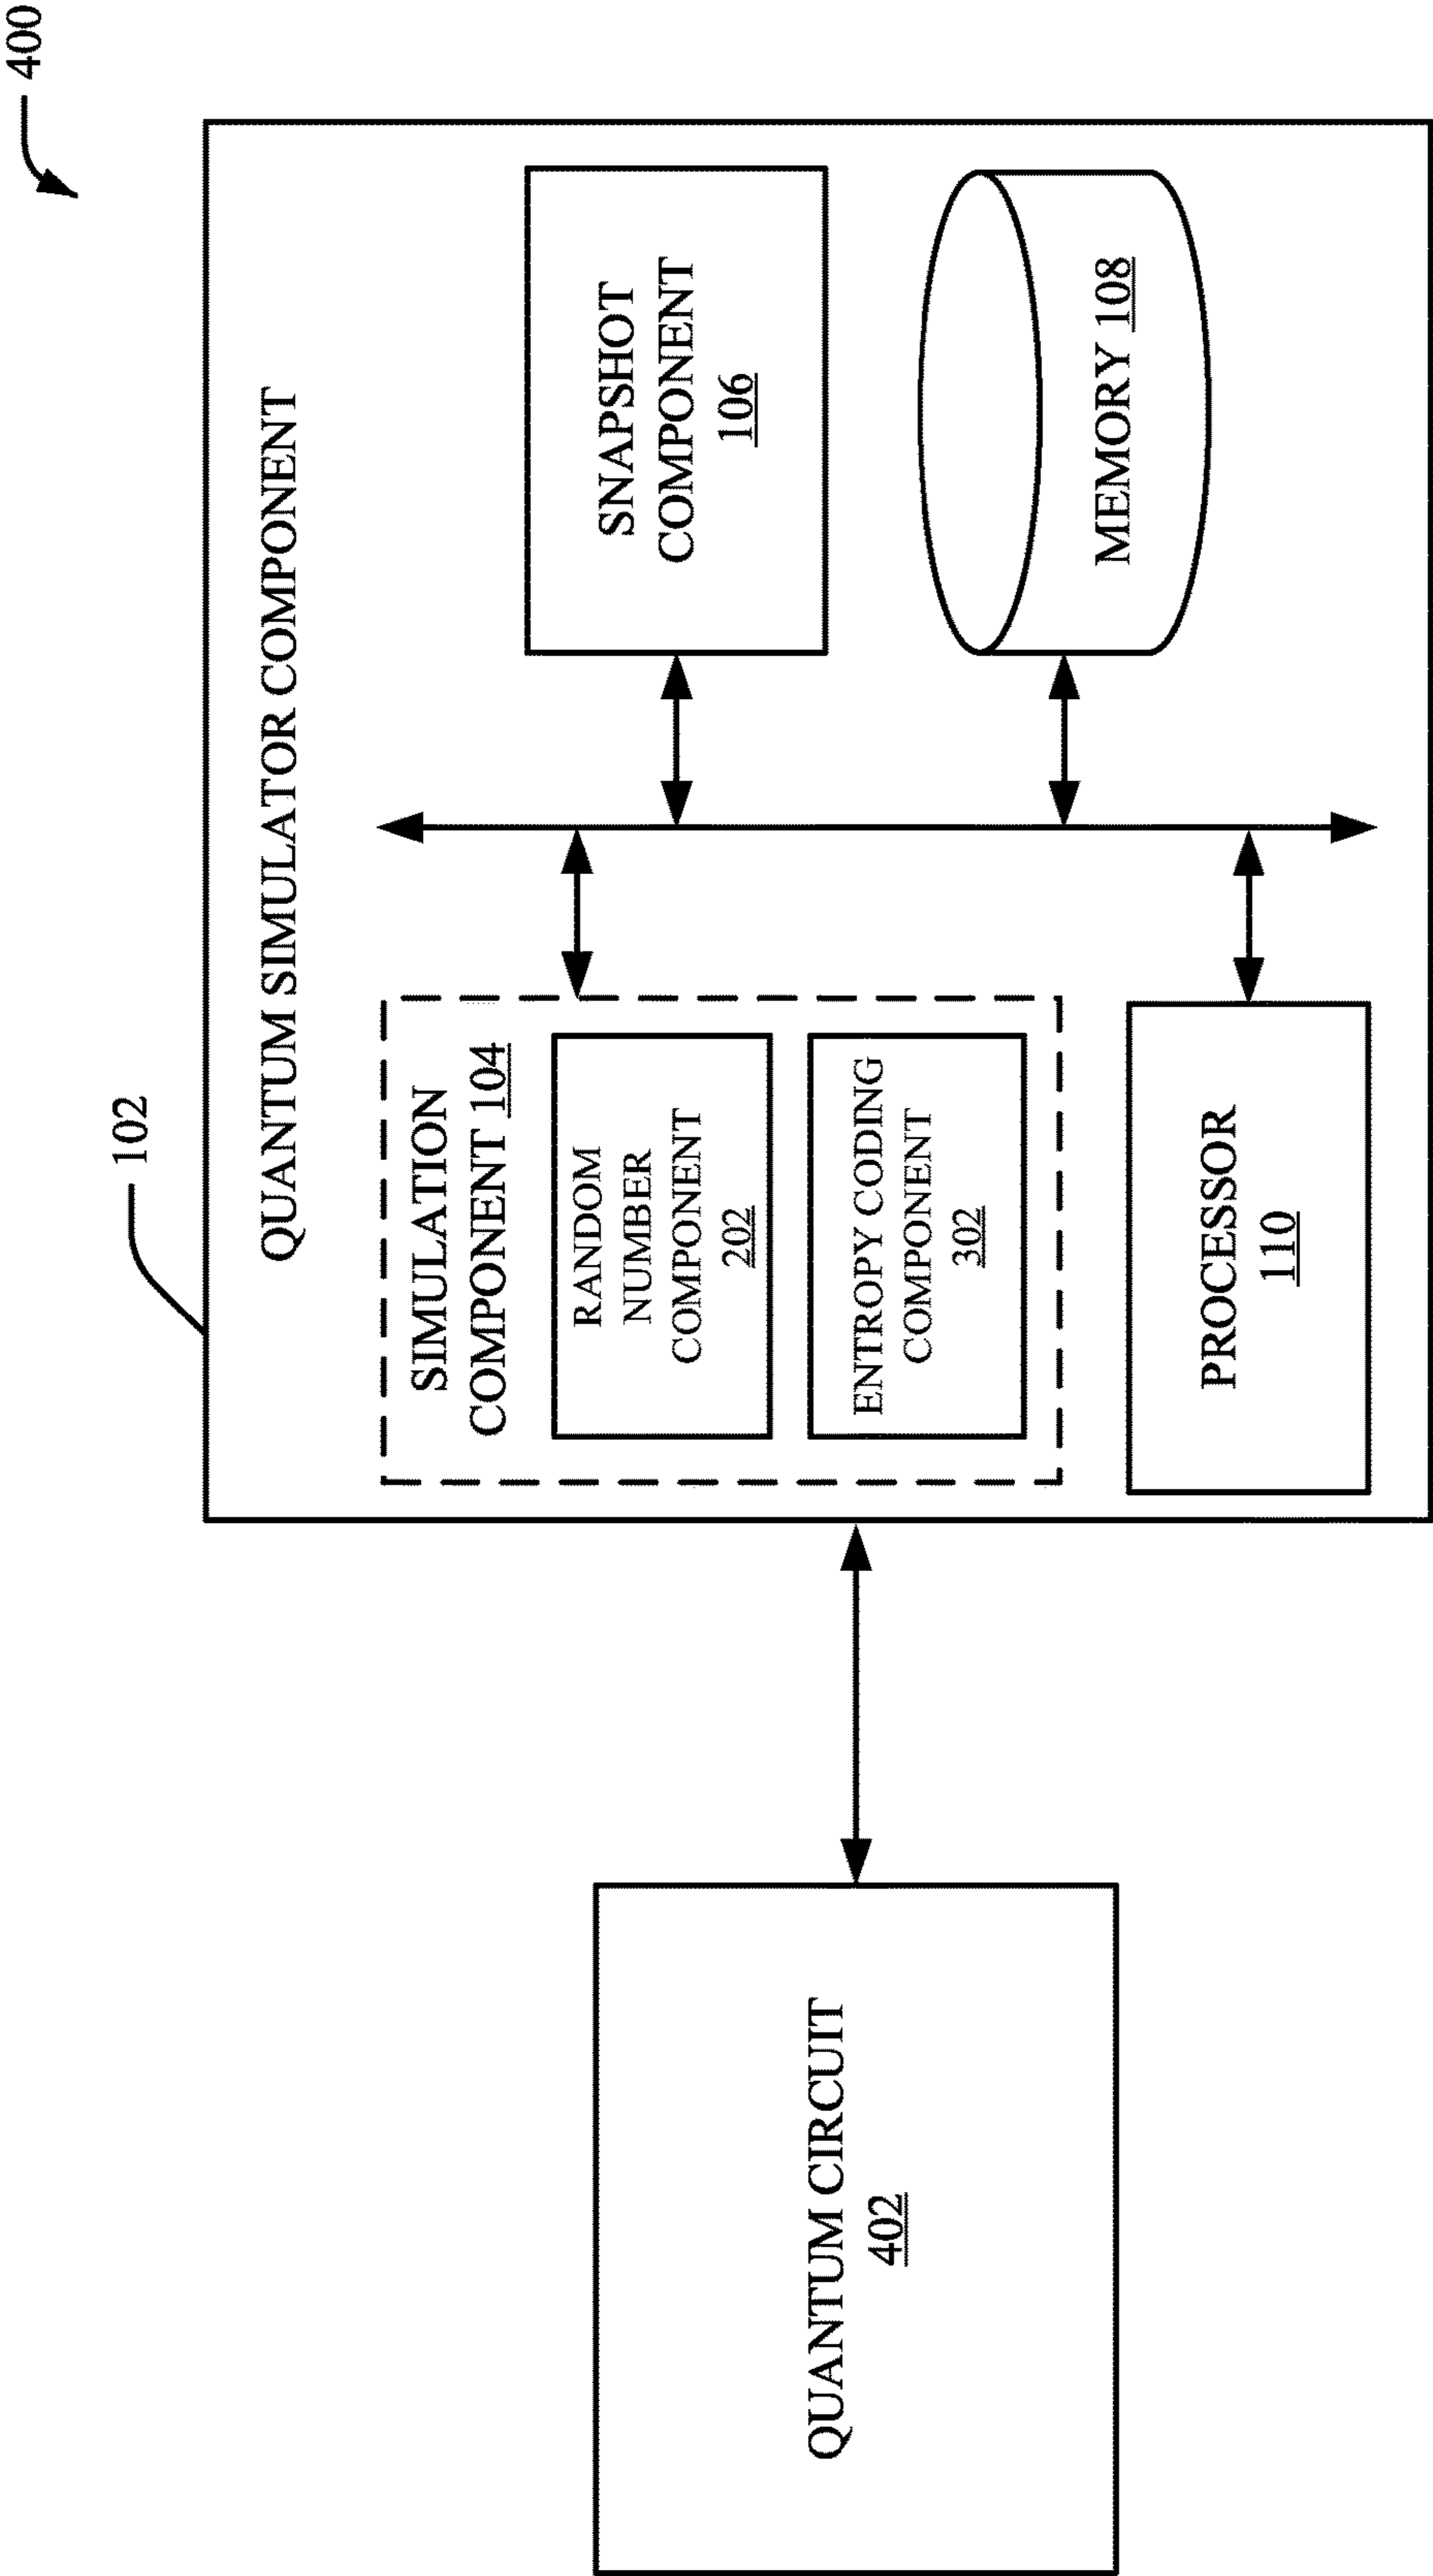 400
102
QUANTUM SIMULATOR COMPONENT
SIMULATION
COMPONENT 104
RANDOM
NUMBER
COMPONENT
202
ENTROPY CODING
COMPONENT
302
PROCESSOR
110
SNAPSHOT
COMPONENT
106
MEMORY 108
QUANTUM CIRCUIT
402